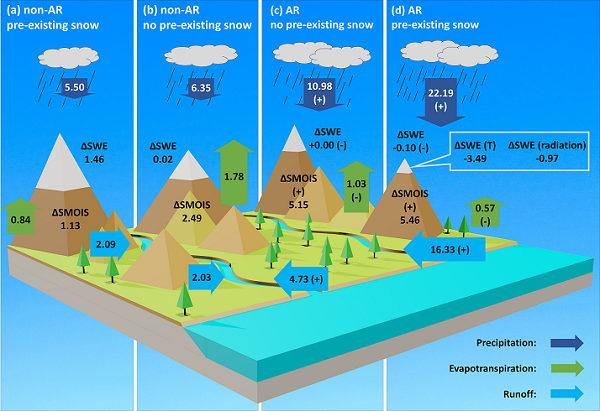 (a) non-AR
pre-existing snow
(b) non-AR
no pre-existing snow
(c) AR
no pre-existing snow
(d) AR
pre-existing snow
5.50
6.35
10.98
(+)
22.19
(+)
ΔSWE
1.46
ΔSWE
0.02
ΔSWE
+0.00 (-)
ΔSWE
-0.10 (-)
ΔSWE (T)
-3.49
ΔSWE (radiation)
-0.97
0.84
1.78
1.03
(-)
0.57
(-)
ΔSMOIS
1.13
ΔSMOIS
2.49
ΔSMOIS
(+)
5.15
ΔSMOIS
(+)
5.46
2.09
2.03
4.73 (+)
16.33 (+)
Precipitation:
Evapotranspiration:
Runoff: